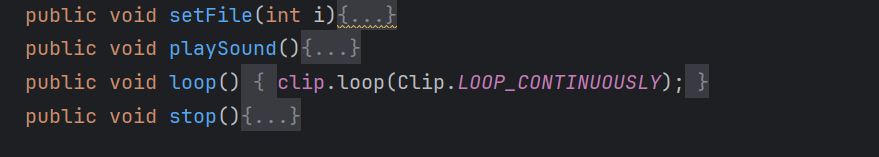 public void setFile(int i){...}
public void playSound(){...}
public void loop() { clip.loop(Clip.LOOP_CONTINUOUSLY); }
public void stop(){...}